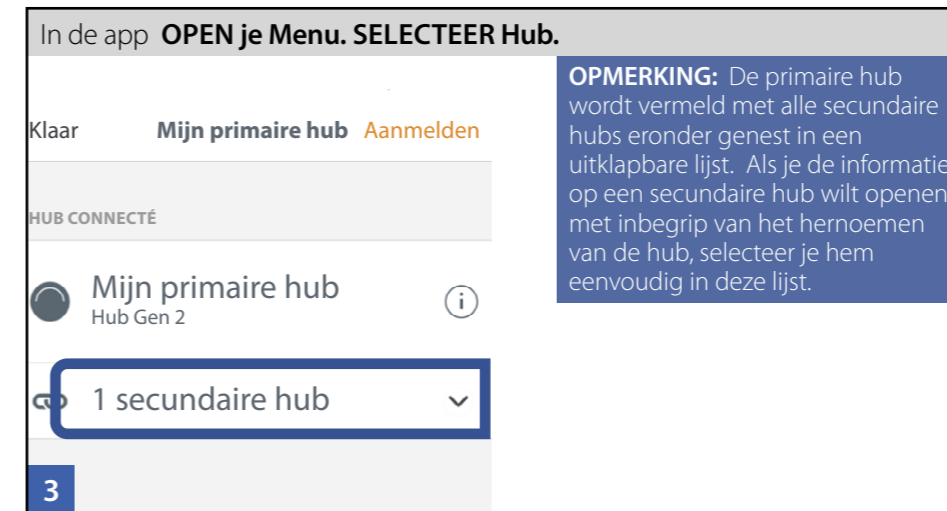 In de app OPEN je Menu. SELECTEER Hub.
Klaar Mijn primaire hub Aanmelden
HUB CONNECTÉ
Mijn primaire hub
Hub Gen 2
1 secundaire hub
3
OPMERKING: De primaire hub
wordt vermeld met alle secundaire
hubs eronder genest in een
uitklapbare lijst. Als je de informatie
op een secundaire hub wilt openen
met inbegrip van het hernoemen
van de hub, selecteer je hem
eenvoudig in deze lijst.